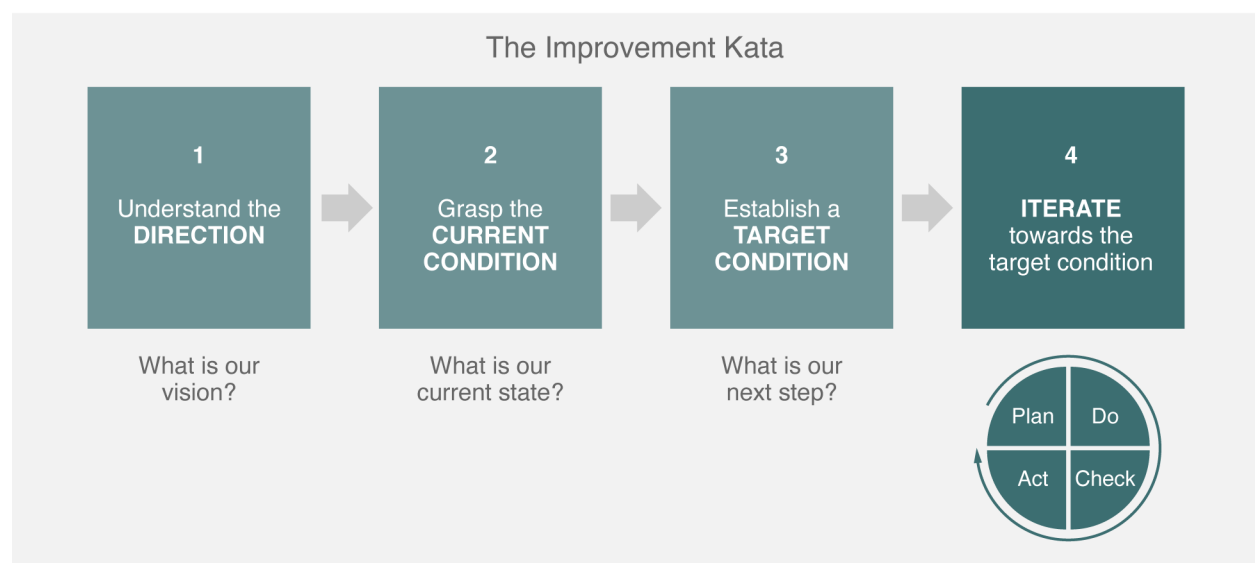 The Improvement Kata
1
Understand the
DIRECTION
What is our
vision?
2
Grasp the
CURRENT
CONDITION
What is our
current state?
3
Establish a
TARGET
CONDITION
What is our
next step?
4
ITERATE
towards the
target condition
Plan
Do
Act
Check